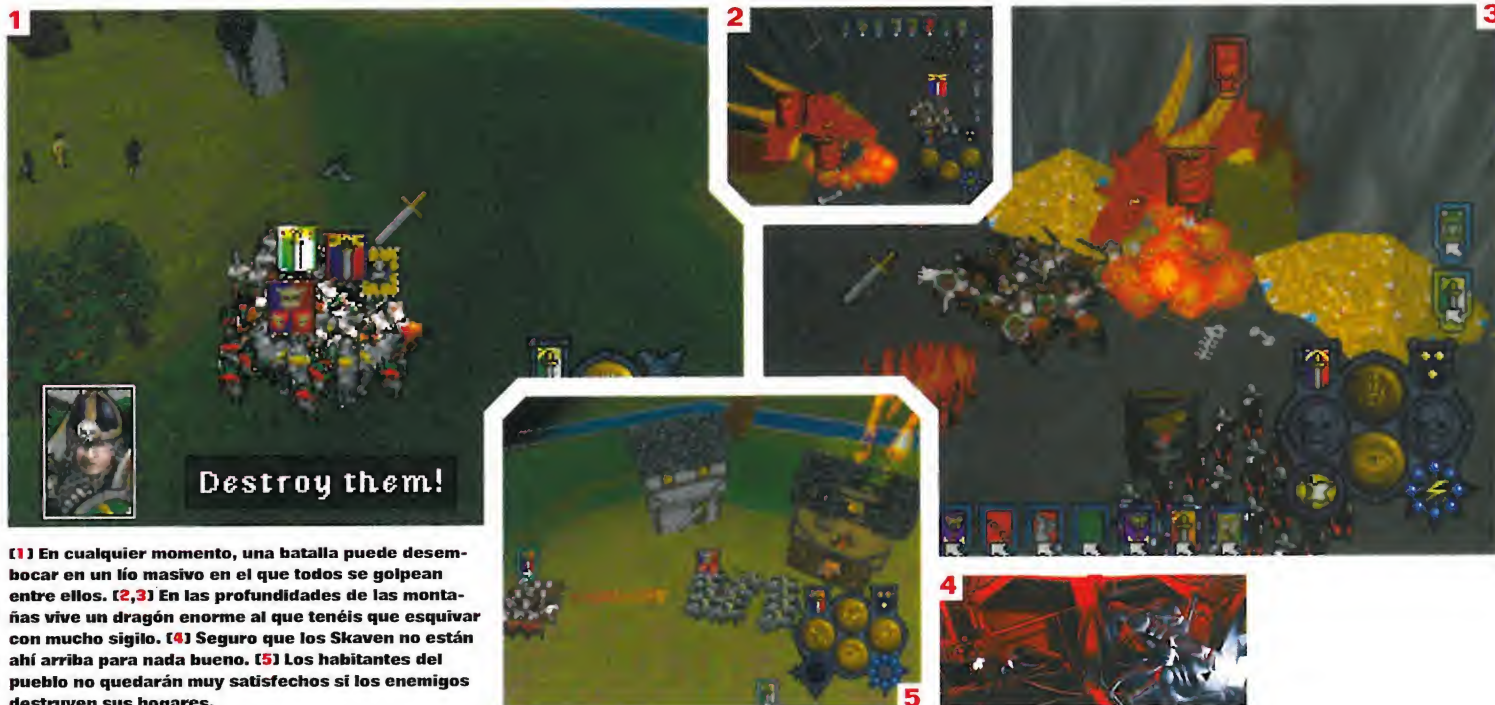 1
2
3
Destroy them!
[1] En cualquier momento, una batalla puede desem-
bocar en un lío masivo en el que todos se golpean
entre ellos. [2,3] En las profundidades de las monta-
ñas vive un dragón enorme al que tenéis que esquivar
con mucho sigilo. [4] Seguro que los Skaven no están
ahí arriba para nada bueno. [5] Los habitantes del
pueblo no quedarán muy satisfechos si los enemigos
destruyen sus hogares.
4
5